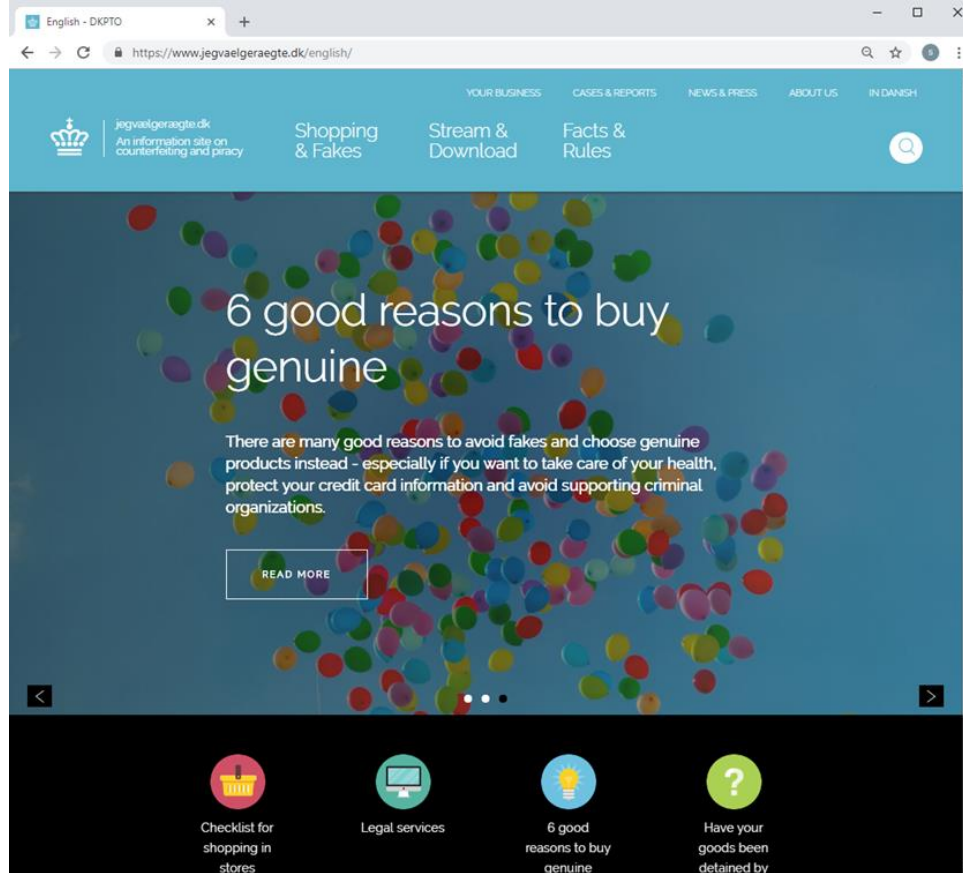 English - DKPTO
https://www.jegvaelgeraegte.dk/english/
YOUR BUSINESS
CASES & REPORTS
NEWS & PRESS
ABOUT US
IN DANISH
jegvaelgeraegte.dk
An information site on
counterfeiting and piracy
Shopping
& Fakes
Stream &
Download
Facts &
Rules
6 good reasons to buy
genuine
There are many good reasons to avoid fakes and choose genuine
products instead - especially if you want to take care of your health,
protect your credit card information and avoid supporting criminal
organizations.
READ MORE
Checklist for
shopping in
stores
Legal services
6 good
reasons to buy
genuine
Have your
goods been
detained by